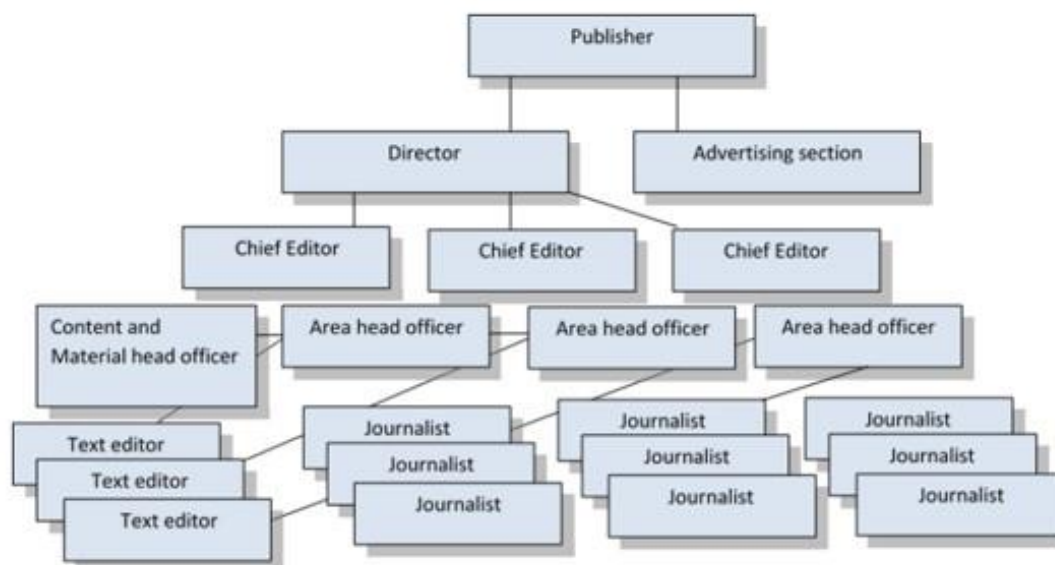 Publisher
Director
Advertising section
Chief Editor
Chief Editor
Chief Editor
Content and
Material head officer
Area head officer
Area head officer
Area head officer
Text editor
Text editor
Text editor
Journalist
Journalist
Journalist
Journalist
Journalist
Journalist
Journalist
Journalist
Journalist